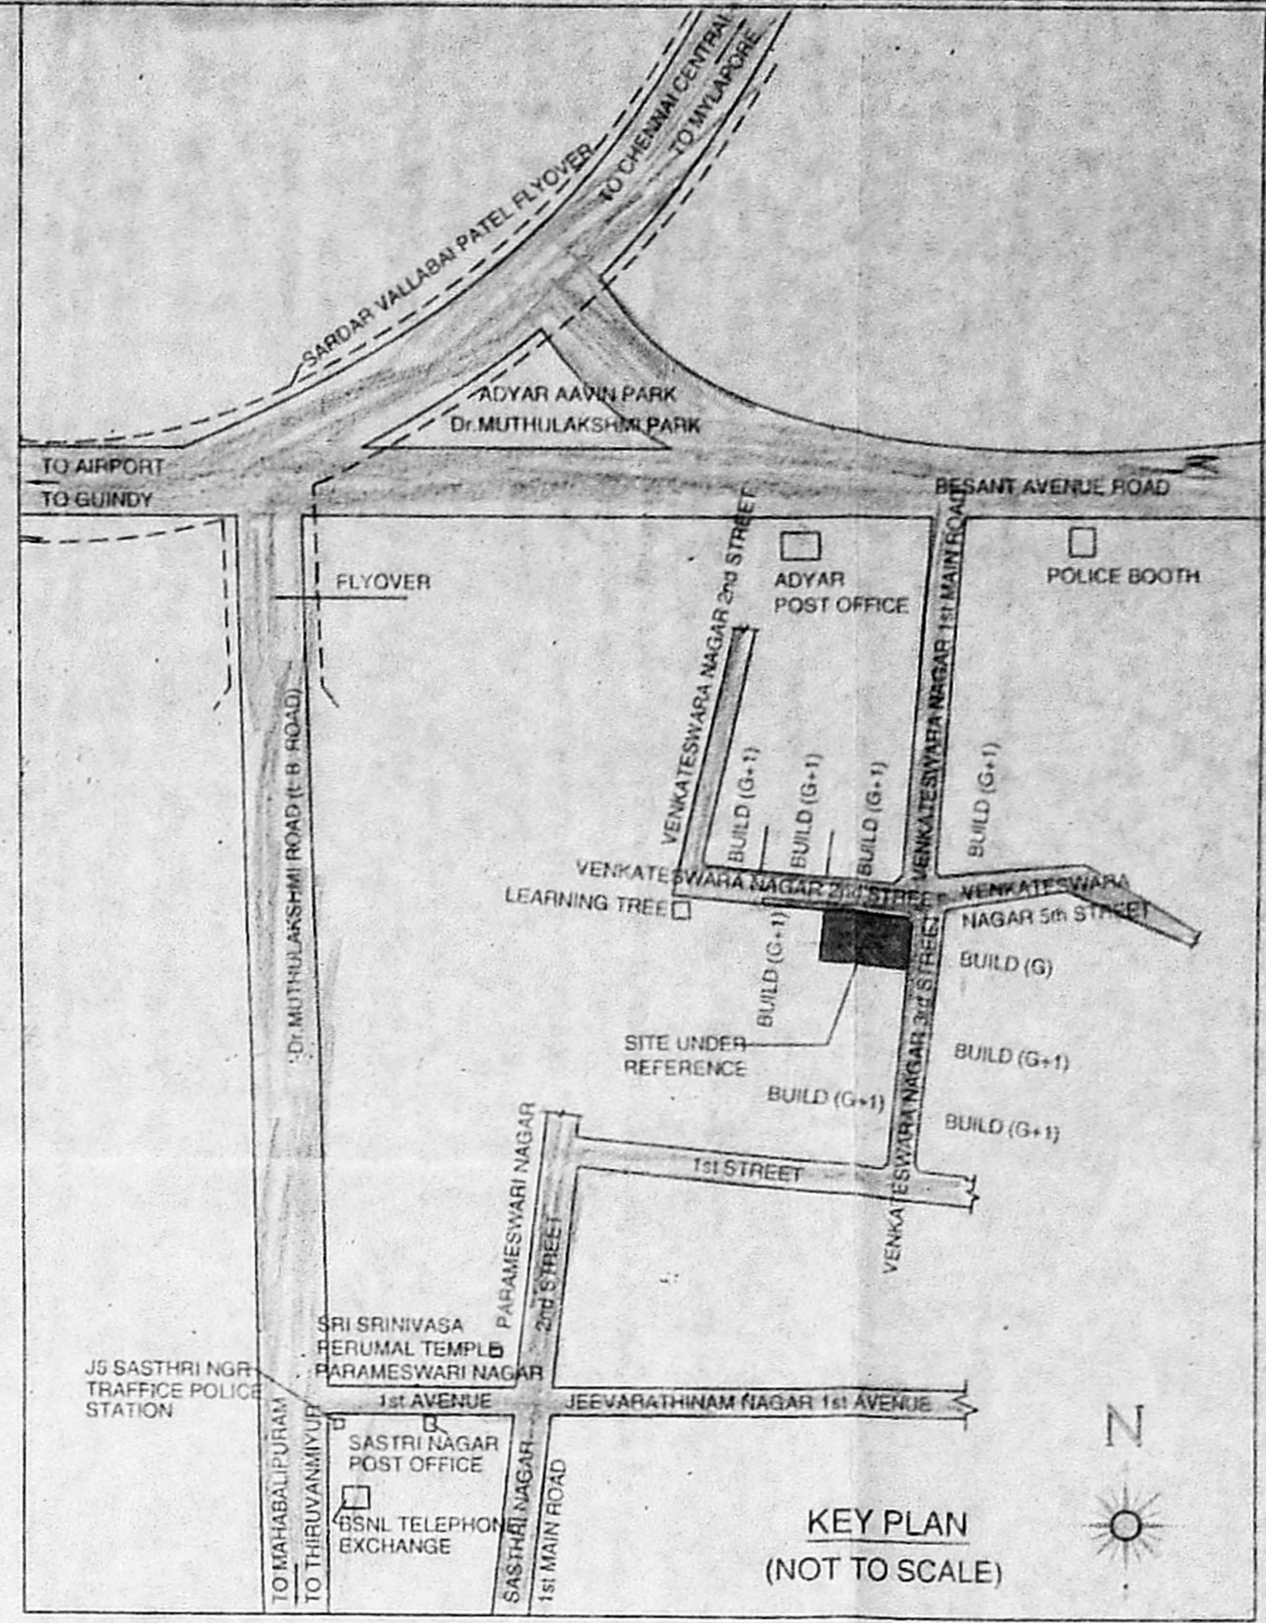 TO CHENNAI CENTRAL
TO MYLAPORE
SARDAR VALLABAI PATEL FLYOVER
ADYAR AAVIN PARK
Dr.MUTHULAKSHMI PARK
TO AIRPORT
TO GUINDY
BESANT AVENUE ROAD
FLYOVER
VENKATESWARA NAGAR 2nd STREET
ADYAR
POST OFFICE
VENKATESWARA NAGAR 1st MAIN ROAD
POLICE BOOTH
Dr.MUTHULAKSHMI ROAD (L.B. ROAD)
BUILD (G+1)
BUILD (G+1)
BUILD (G+1)
BUILD (G+1)
VENKATESWARA NAGAR 2nd STREET
VENKATESWARA
NAGAR 5th STREET
LEARNING TREE
BUILD (G+1)
BUILD (G)
VENKATESWARA NAGAR 3rd STREET
SITE UNDER
REFERENCE
BUILD (G+1)
BUILD (G+1)
BUILD (G+1)
1st STREET
PARAMESWARI NAGAR
2nd STREET
SRI SRINIVASA
PERUMAL TEMPLE
PARAMESWARI NAGAR
J5 SASTHRI NGR
TRAFFICE POLICE
STATION
1st AVENUE
JEEVARATHINAM NAGAR 1st AVENUE
SASTRI NAGAR
POST OFFICE
BSNL TELEPHONE
EXCHANGE
TO MAHABALIPURAM
TO THIRUVANMIYUR
SASTHRI NAGAR
1st MAIN ROAD
N
KEY PLAN
(NOT TO SCALE)